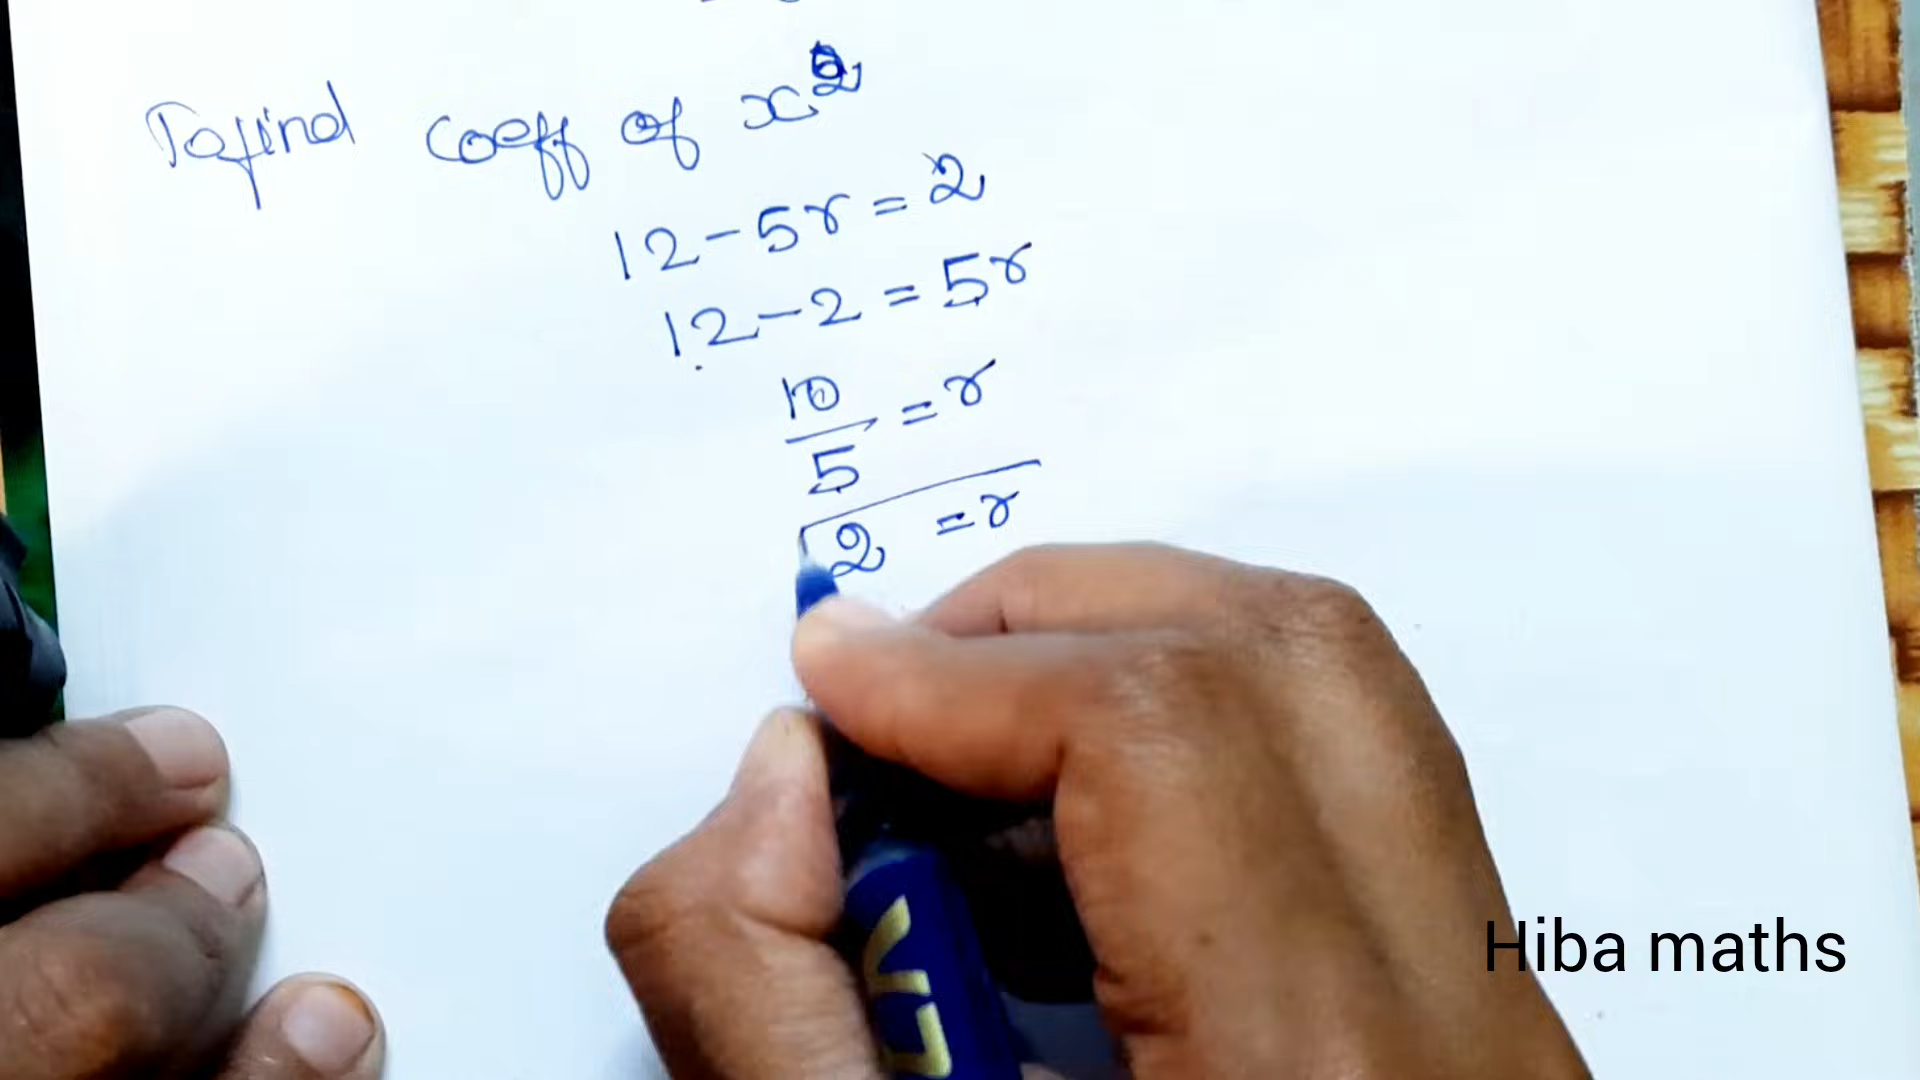 To find coeff of x²
12 - 5r = 2
12 - 2 = 5r
10/5 = r
2 = r
Hiba maths